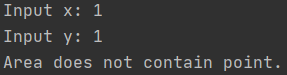 Input x: 1
Input y: 1
Area does not contain point.